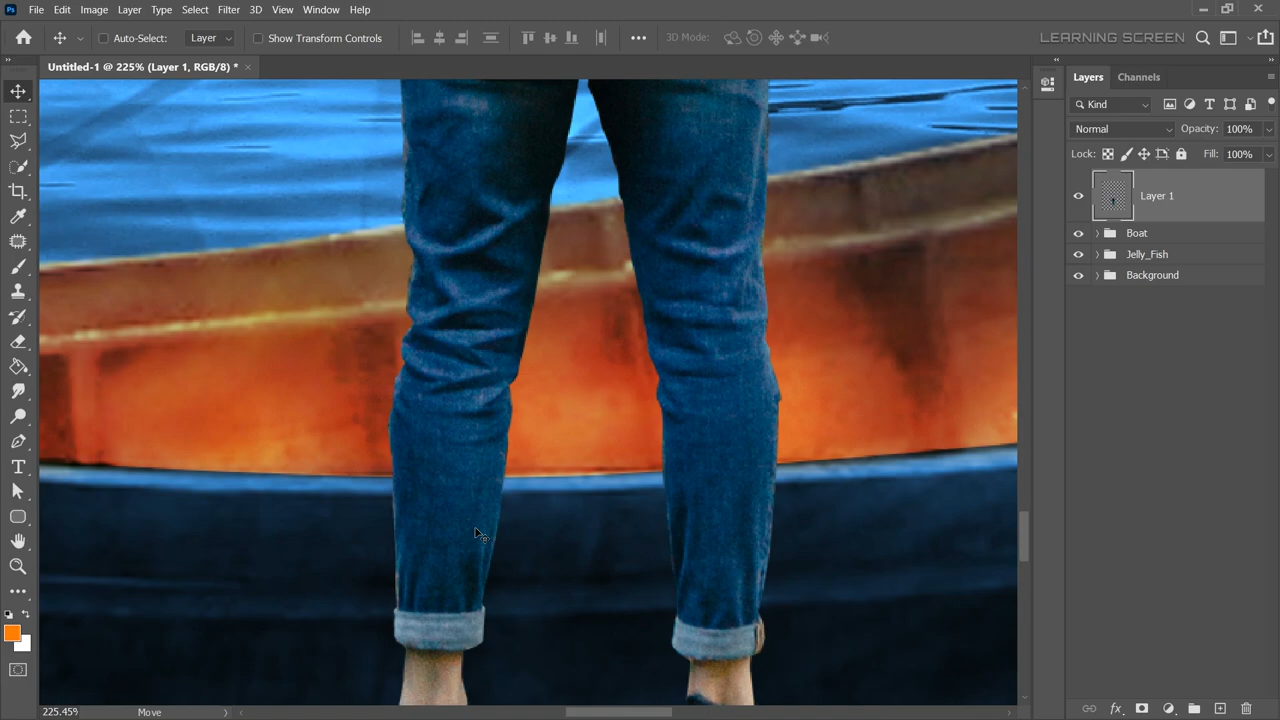 Ps File Edit Image Layer Type Select Filter 3D View Window Help
Auto-Select: Layer Show Transform Controls 3D Mode: LEARNING SCREEN
Untitled-1 @ 225% (Layer 1, RGB/8) *
Layers Channels
Kind
Normal Opacity: 100%
Lock: Fill: 100%
Layer 1
Boat
Jelly_Fish
Background
225.45% Move